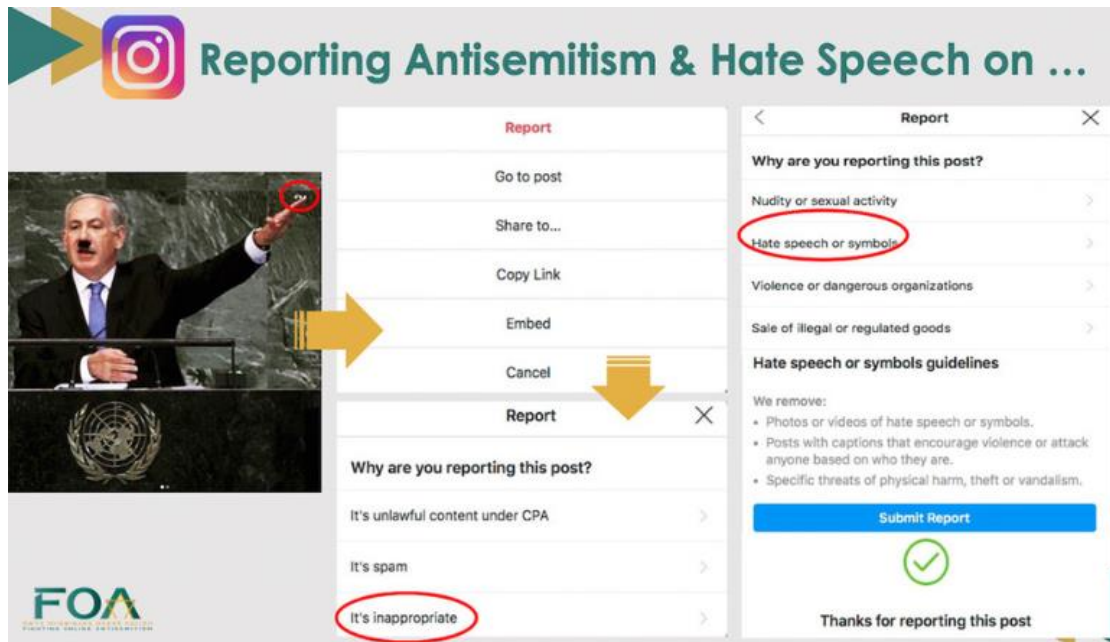 Reporting Antisemitism & Hate Speech on ...
Report
Go to post
Share to...
Copy Link
Embed
Cancel
Report
Why are you reporting this post?
It's unlawful content under CPA
It's spam
It's inappropriate
Report
Why are you reporting this post?
Nudity or sexual activity
Hate speech or symbols
Violence or dangerous organizations
Sale of illegal or regulated goods
Hate speech or symbols guidelines
We remove:
• Photos or videos of hate speech or symbols.
• Posts with captions that encourage violence or attack
anyone based on who they are.
• Specific threats of physical harm, theft or vandalism.
Submit Report
Thanks for reporting this post
FOA
FIGHTING ONLINE ANTISEMITISM